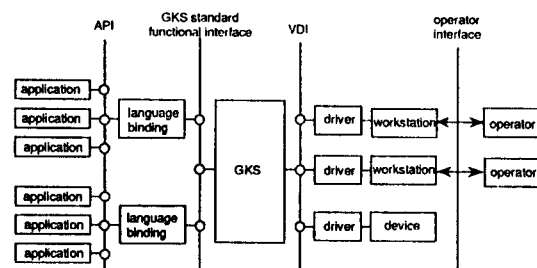 API
GKS standard
functional interface
VDI
operator
interface
application
application
application
language
binding
GKS
driver
workstation
operator
driver
workstation
operator
application
application
application
language
binding
driver
device